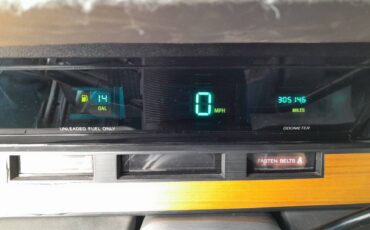 14
GAL
UNLEADED FUEL ONLY
0 MPH
305146
MILES
ODOMETER
FASTEN BELTS